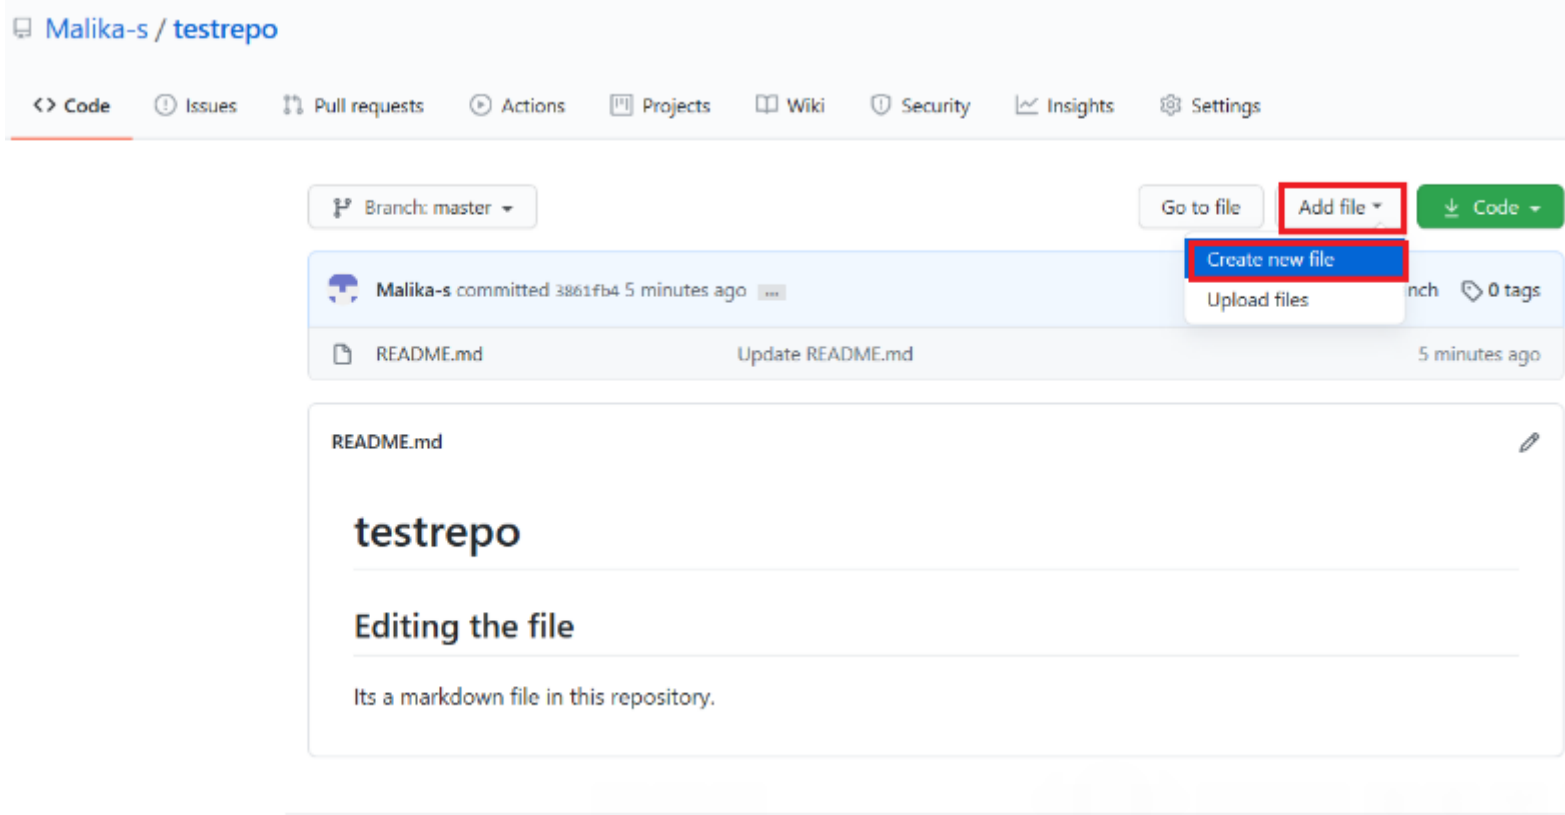 Malika-s / testrepo
Code Issues Pull requests Actions Projects Wiki Security Insights Settings
Branch: master Go to file Add file Code
Create new file
Malika-s committed 3861fb4 5 minutes ago ... nch 0 tags
Upload files
README.md Update README.md 5 minutes ago
README.md
testrepo
Editing the file
Its a markdown file in this repository.